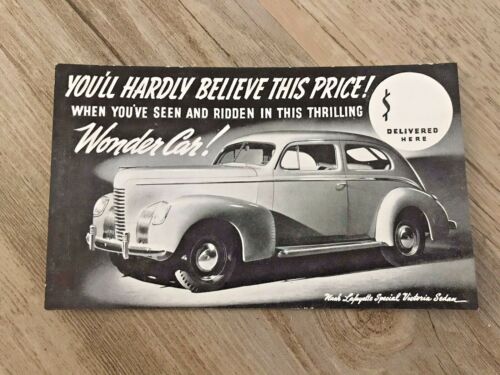 YOU'LL HARDLY BELIEVE THIS PRICE!
WHEN YOU'VE SEEN AND RIDDEN IN THIS THRILLING
Wonder Car!
$
DELIVERED
HERE
Nash Lafayette Special Victoria Sedan